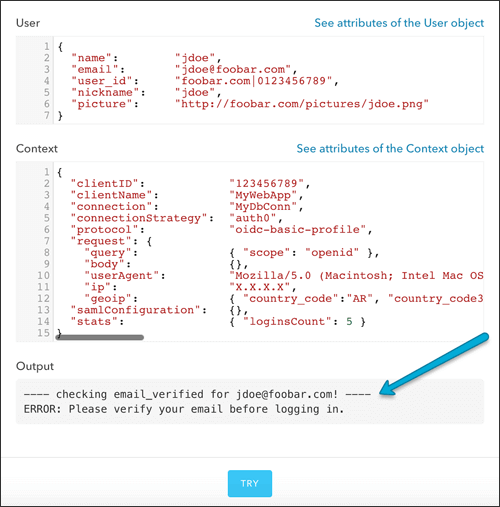 User See attributes of the User object
1 {
2 "name": "jdoe",
3 "email": "jdoe@foobar.com",
4 "user_id": "foobar.com|0123456789",
5 "nickname": "jdoe",
6 "picture": "http://foobar.com/pictures/jdoe.png"
7 }
Context See attributes of the Context object
1 {
2 "clientID": "123456789",
3 "clientName": "MyWebApp",
4 "connection": "MyDbConn",
5 "connectionStrategy": "auth0",
6 "protocol": "oidc-basic-profile",
7 "request": {
8 "query": { "scope": "openid" },
9 "body": {},
10 "userAgent": "Mozilla/5.0 (Macintosh; Intel Mac OS
11 "ip": "X.X.X.X",
12 "geoip": { "country_code":"AR", "country_code3
13 "samlConfiguration": {},
14 "stats": { "loginsCount": 5 }
15 }
Output
---- checking email_verified for jdoe@foobar.com! ----
ERROR: Please verify your email before logging in.
TRY